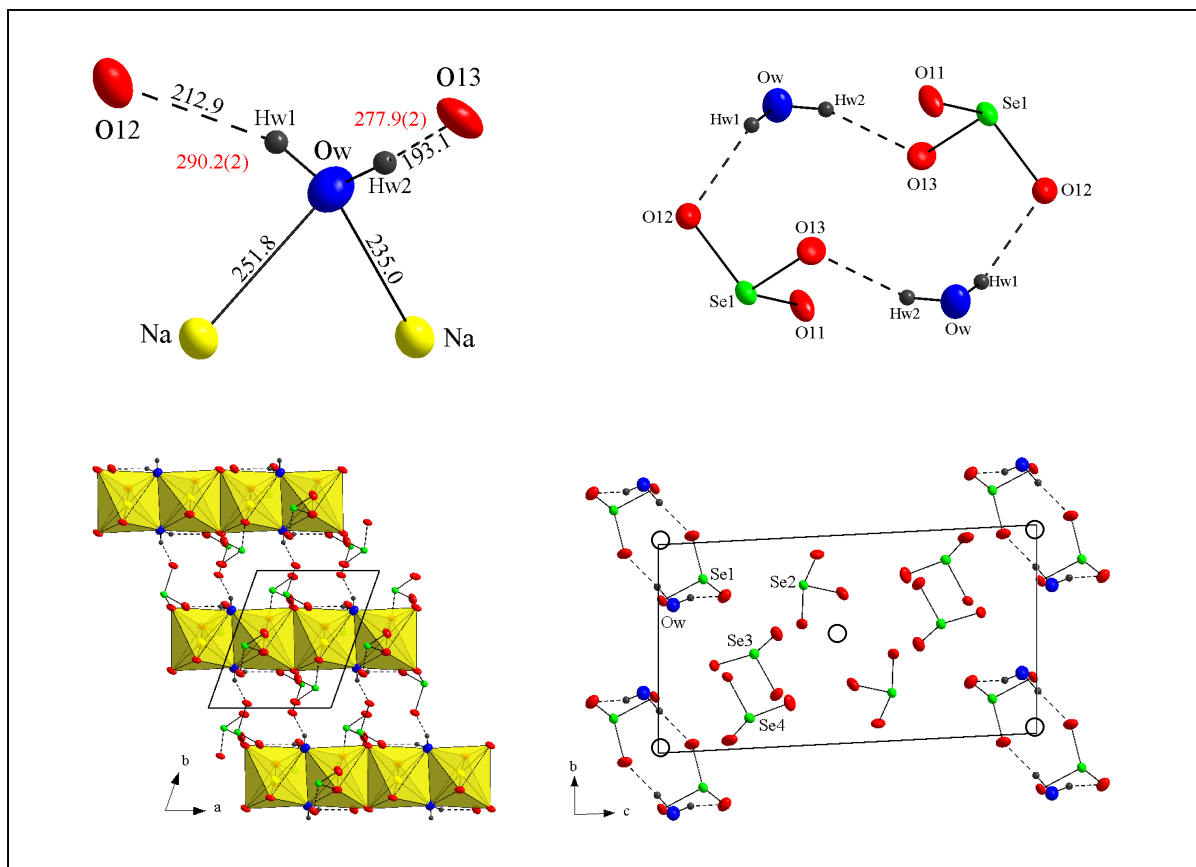 O12
212.9
Hw1
290.2(2)
Ow
277.9(2)
O13
193.1
Hw2
251.8
235.0
Na
Na
Ow
Hw1
Hw2
O11
Se1
O13
O12
O12
O13
Se1
O11
Hw2
Hw1
Ow
b
a
Se1
Ow
Se2
Se3
Se4
b
c